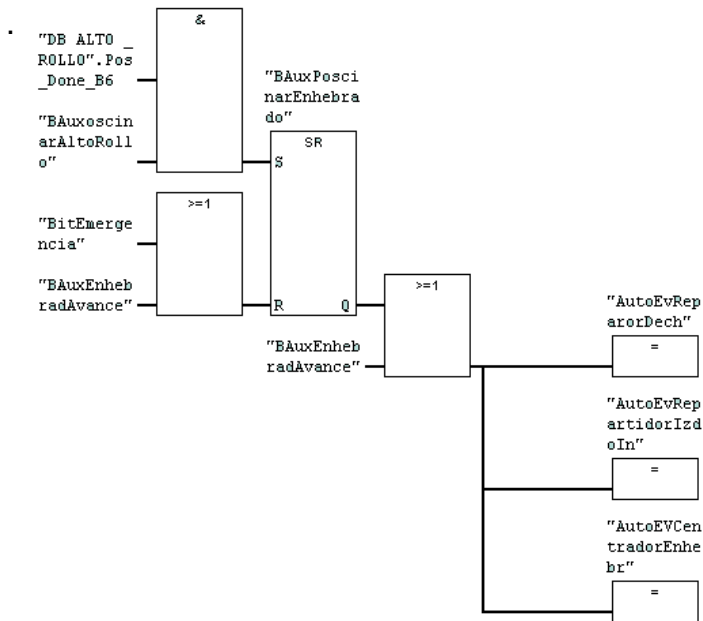 &
"DB ALTO _
ROLLO".Pos
_Done_B6
"BAuxoscin
arAltoRoll
o"
"BAuxPosci
narEnhebra
do"
SR
S
R
Q
>=1
"BitEmerge
ncia"
"BAuxEnheb
radAvance"
>=1
"BAuxEnheb
radAvance"
"AutoEvRep
arorDech"
=
"AutoEvRep
artidorIzd
oIn"
=
"AutoEVCen
tradorEnhe
br"
=